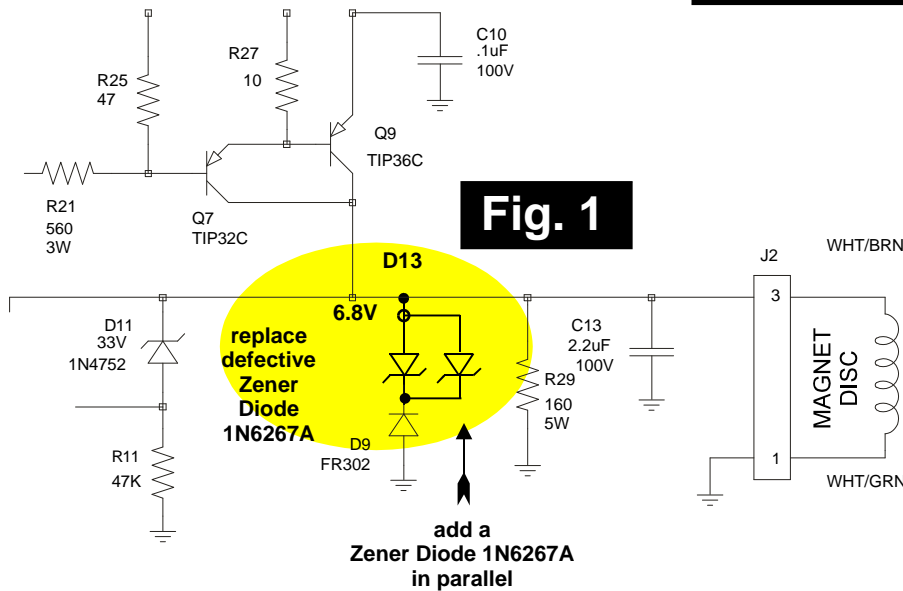 C10
.1uF
100V
R25
47
R27
10
Q9
TIP36C
R21
560
3W
Q7
TIP32C
Fig. 1
WHT/BRN
J2
D13
6.8V
3
D11
33V
1N4752
replace
defective
Zener
Diode
1N6267A
C13
2.2uF
100V
R29
160
5W
MAGNET
DISC
D9
FR302
R11
47K
1
WHT/GRN
add a
Zener Diode 1N6267A
in parallel